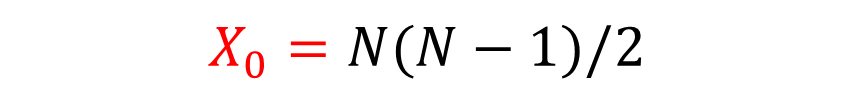 X₀ = N(N − 1)/2